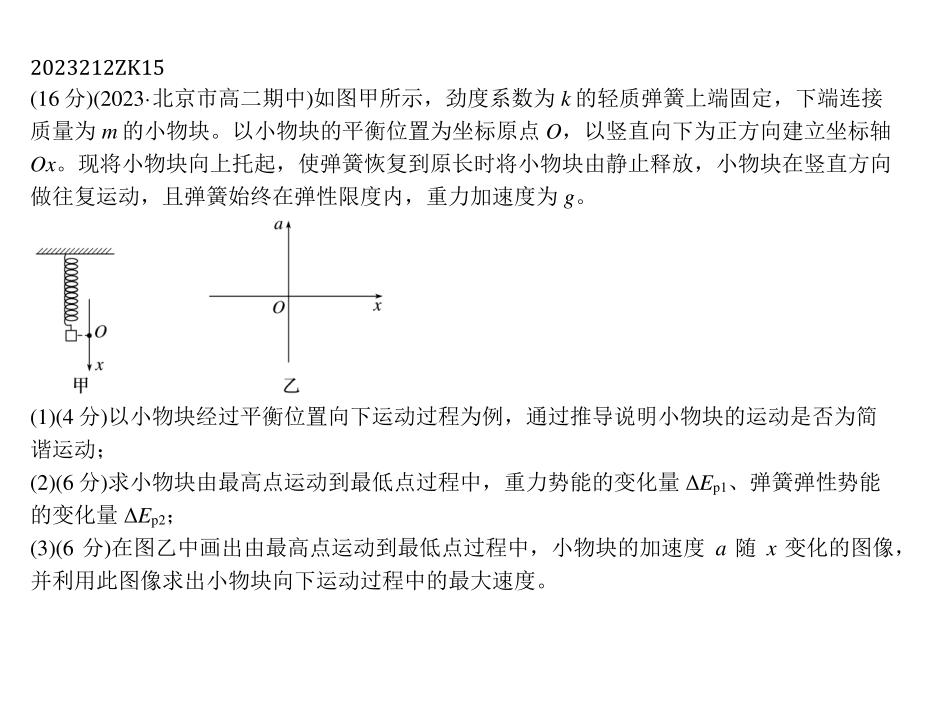 2023212ZK15
(16 分)(2023·北京市高二期中)如图甲所示，劲度系数为 k 的轻质弹簧上端固定，下端连接
质量为 m 的小物块。以小物块的平衡位置为坐标原点 O，以竖直向下为正方向建立坐标轴
Ox。现将小物块向上托起，使弹簧恢复到原长时将小物块由静止释放，小物块在竖直方向
做往复运动，且弹簧始终在弹性限度内，重力加速度为 g。
a
O
x
O
x
甲
乙
(1)(4 分)以小物块经过平衡位置向下运动过程为例，通过推导说明小物块的运动是否为简
谐运动；
(2)(6 分)求小物块由最高点运动到最低点过程中，重力势能的变化量 ΔEp1、弹簧弹性势能
的变化量 ΔEp2；
(3)(6 分)在图乙中画出由最高点运动到最低点过程中，小物块的加速度 a 随 x 变化的图像，
并利用此图像求出小物块向下运动过程中的最大速度。